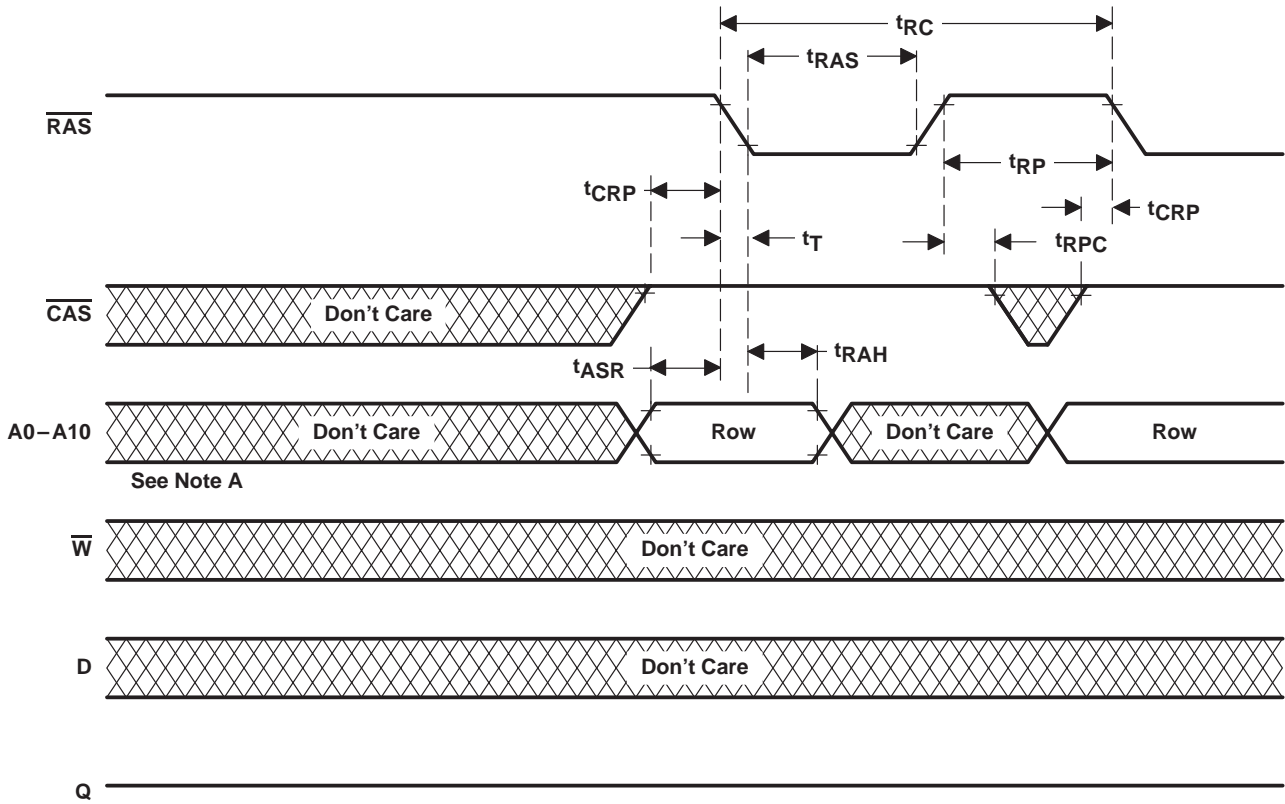 tRC
tRAS
RAS
tRP
tCRP
tCRP
tT
tRPC
CAS
Don't Care
tASR
tRAH
A0–A10
Don't Care
Row
Don't Care
Row
See Note A
W
Don't Care
D
Don't Care
Q